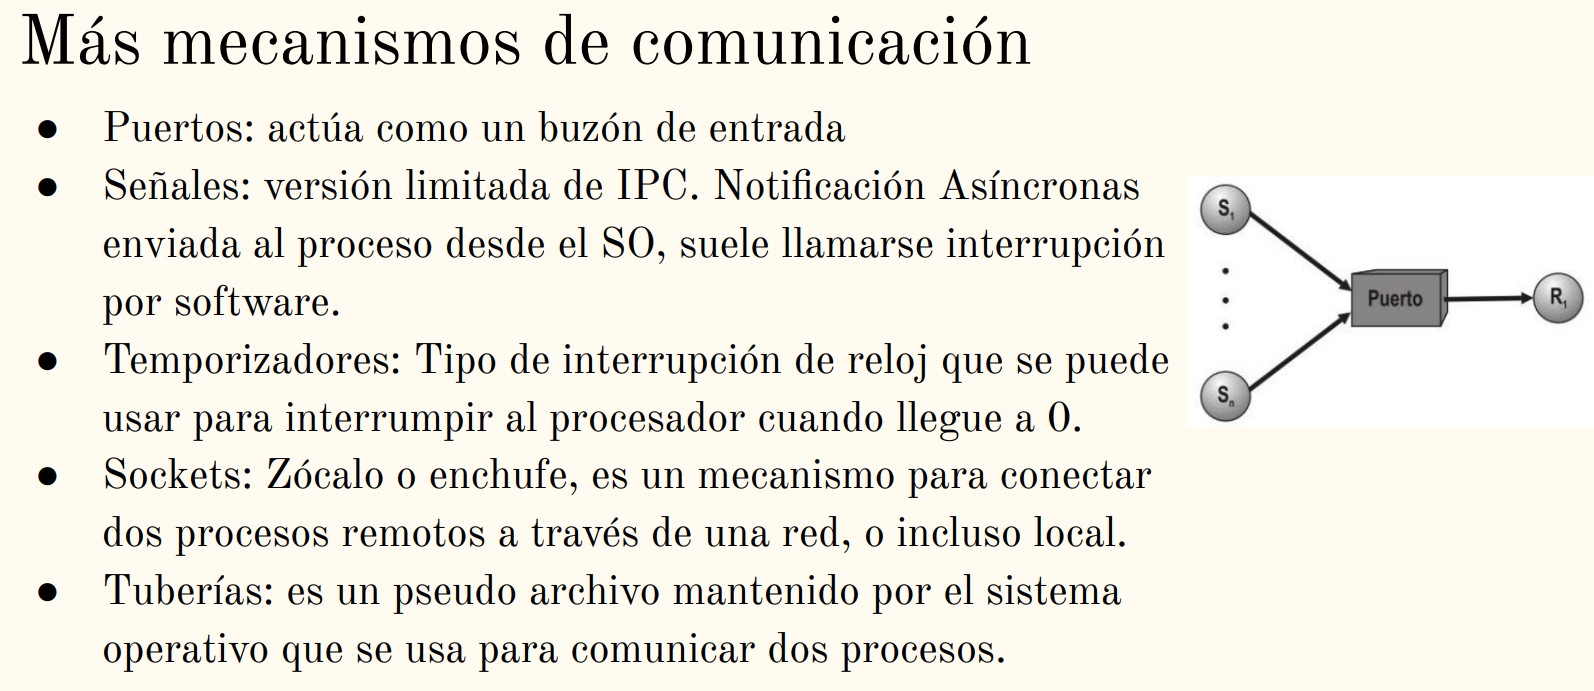 Más mecanismos de comunicación
● Puertos: actúa como un buzón de entrada
● Señales: versión limitada de IPC. Notificación Asíncronas
enviada al proceso desde el SO, suele llamarse interrupción
por software.
● Temporizadores: Tipo de interrupción de reloj que se puede
usar para interrumpir al procesador cuando llegue a 0.
● Sockets: Zócalo o enchufe, es un mecanismo para conectar
dos procesos remotos a través de una red, o incluso local.
● Tuberías: es un pseudo archivo mantenido por el sistema
operativo que se usa para comunicar dos procesos.
S₁
Puerto
R₁
Sₙ